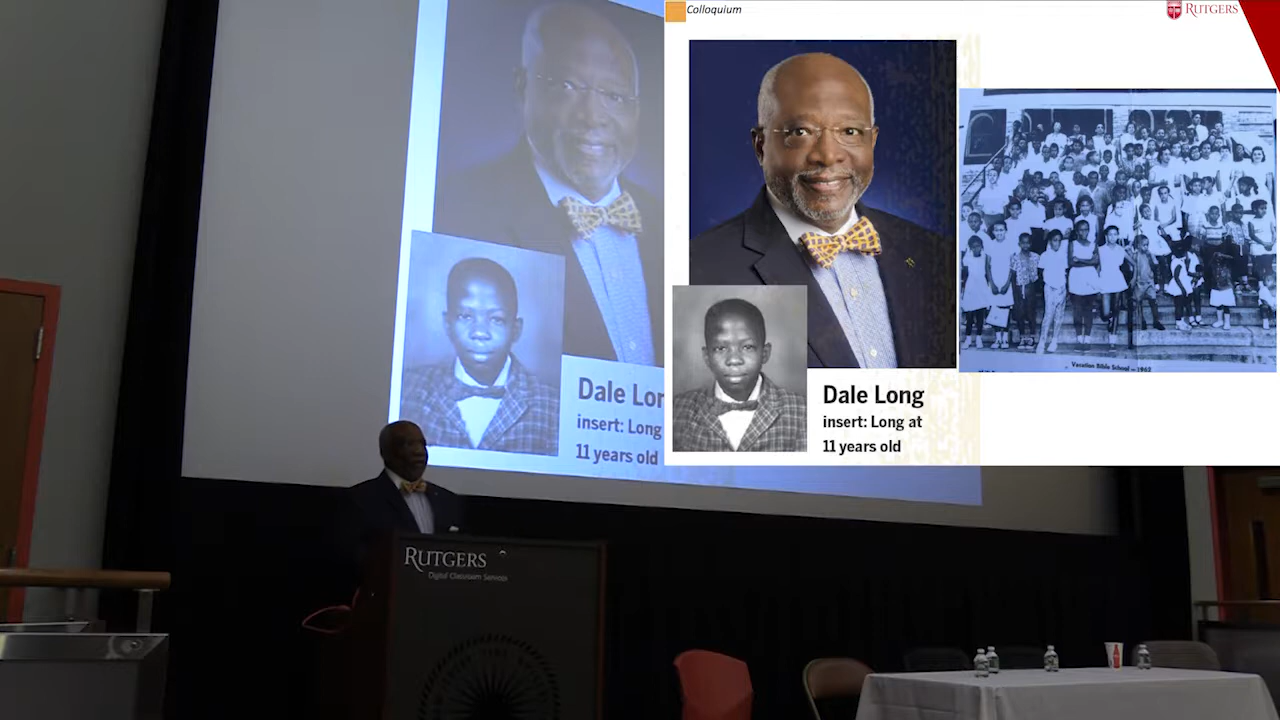 Colloquium
RUTGERS
Vacation Bible School – 1962
Dale Long
insert: Long at
11 years old
Dale Lon
insert: Long
11 years old
RUTGERS
Digital Classroom Services